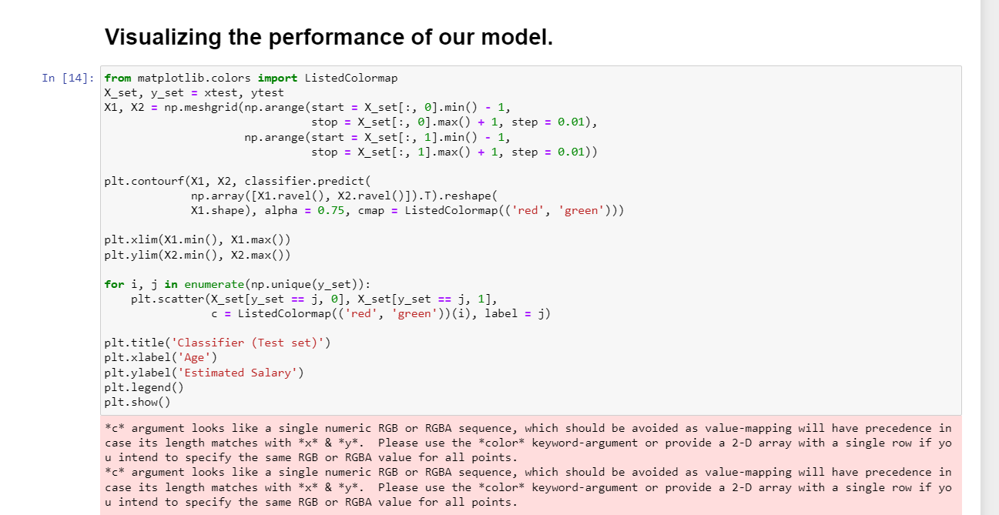 Visualizing the performance of our model.
In [14]:
from matplotlib.colors import ListedColormap
X_set, y_set = xtest, ytest
X1, X2 = np.meshgrid(np.arange(start = X_set[:, 0].min() - 1,
                               stop = X_set[:, 0].max() + 1, step = 0.01),
                     np.arange(start = X_set[:, 1].min() - 1,
                               stop = X_set[:, 1].max() + 1, step = 0.01))
plt.contourf(X1, X2, classifier.predict(
             np.array([X1.ravel(), X2.ravel()]).T).reshape(
             X1.shape), alpha = 0.75, cmap = ListedColormap(('red', 'green')))
plt.xlim(X1.min(), X1.max())
plt.ylim(X2.min(), X2.max())
for i, j in enumerate(np.unique(y_set)):
    plt.scatter(X_set[y_set == j, 0], X_set[y_set == j, 1],
                c = ListedColormap(('red', 'green'))(i), label = j)
plt.title('Classifier (Test set)')
plt.xlabel('Age')
plt.ylabel('Estimated Salary')
plt.legend()
plt.show()
*c* argument looks like a single numeric RGB or RGBA sequence, which should be avoided as value-mapping will have precedence in
case its length matches with *x* & *y*.  Please use the *color* keyword-argument or provide a 2-D array with a single row if yo
u intend to specify the same RGB or RGBA value for all points.
*c* argument looks like a single numeric RGB or RGBA sequence, which should be avoided as value-mapping will have precedence in
case its length matches with *x* & *y*.  Please use the *color* keyword-argument or provide a 2-D array with a single row if yo
u intend to specify the same RGB or RGBA value for all points.